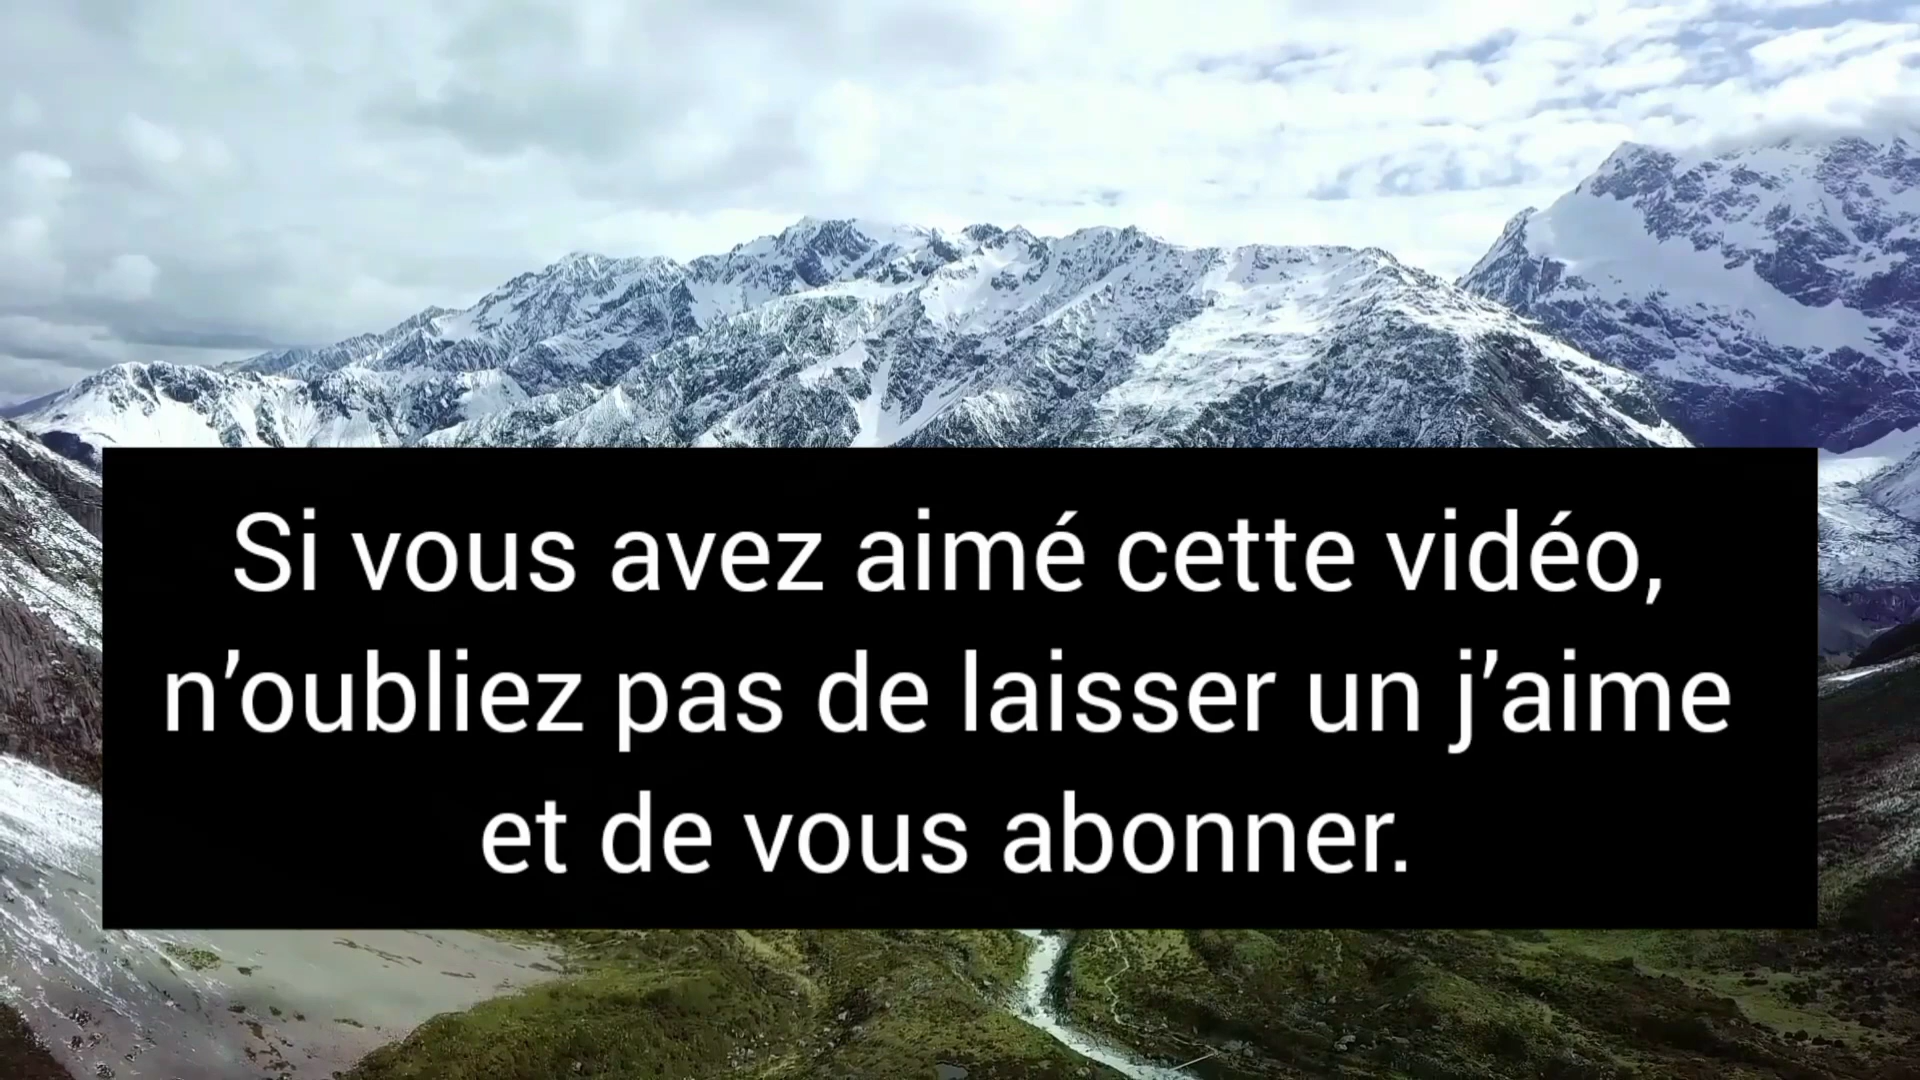 Si vous avez aimé cette vidéo,
n’oubliez pas de laisser un j’aime
et de vous abonner.